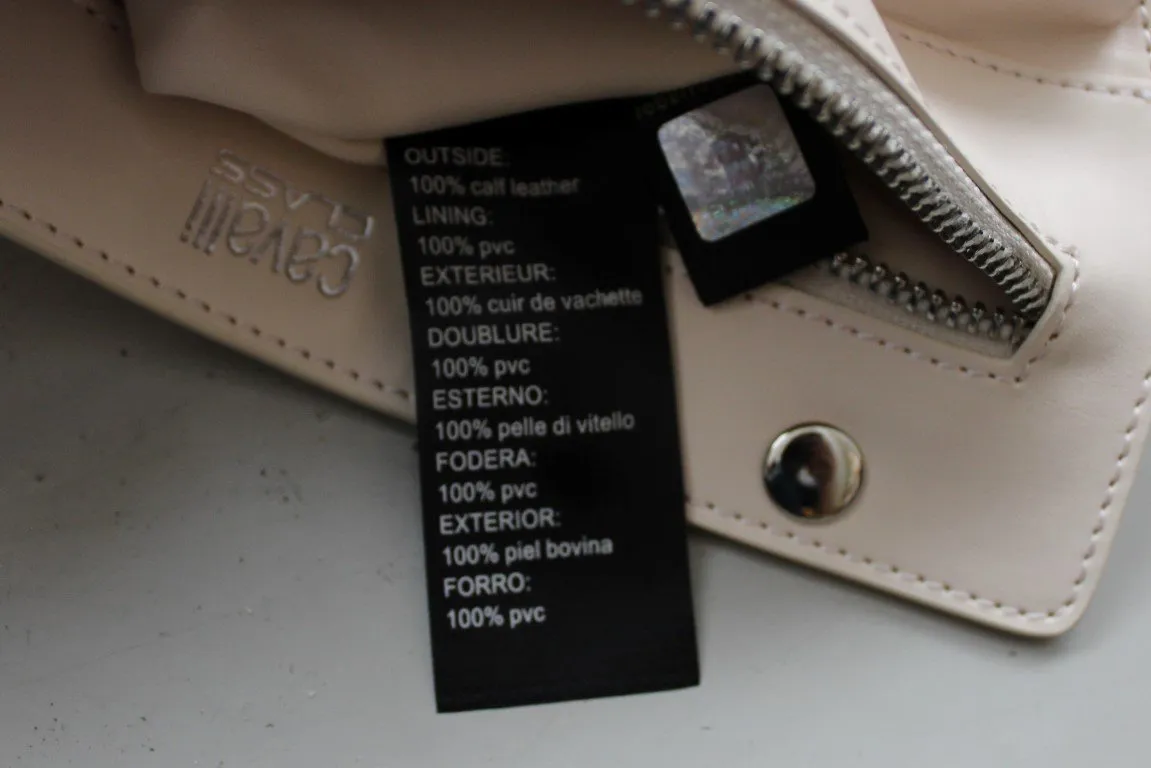 OUTSIDE:
100% calf leather
LINING:
100% pvc
EXTERIEUR:
100% cuir de vachette
DOUBLURE:
100% pvc
ESTERNO:
100% pelle di vitello
FODERA:
100% pvc
EXTERIOR:
100% piel bovina
FORRO:
100% pvc
cavalli
CLASS